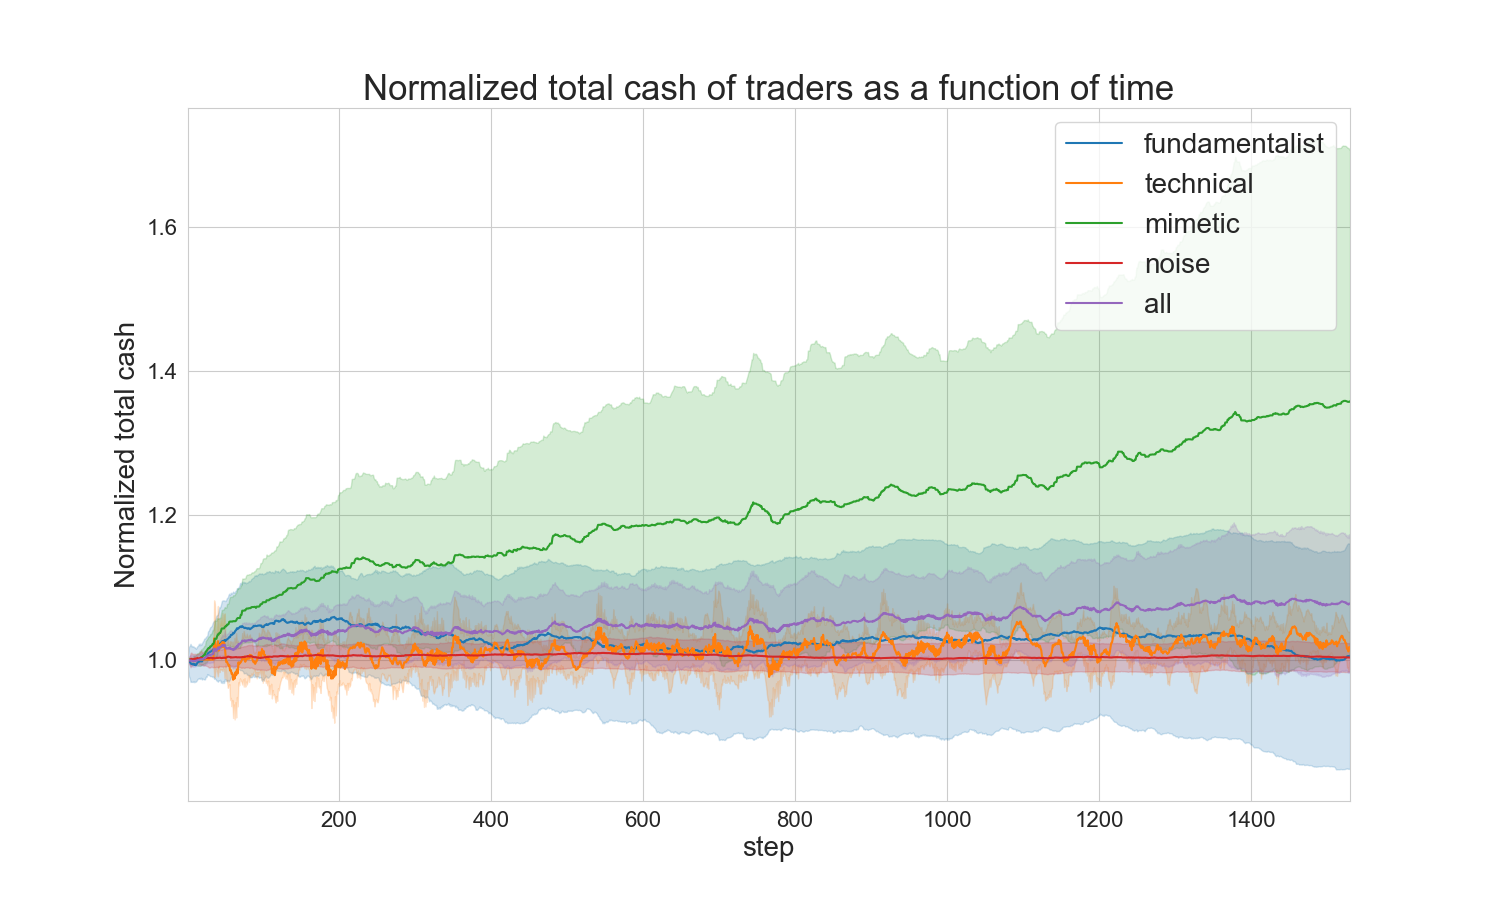 Normalized total cash of traders as a function of time
fundamentalist
technical
mimetic
noise
all
Normalized total cash
1.6
1.4
1.2
1.0
200 400 600 800 1000 1200 1400
step